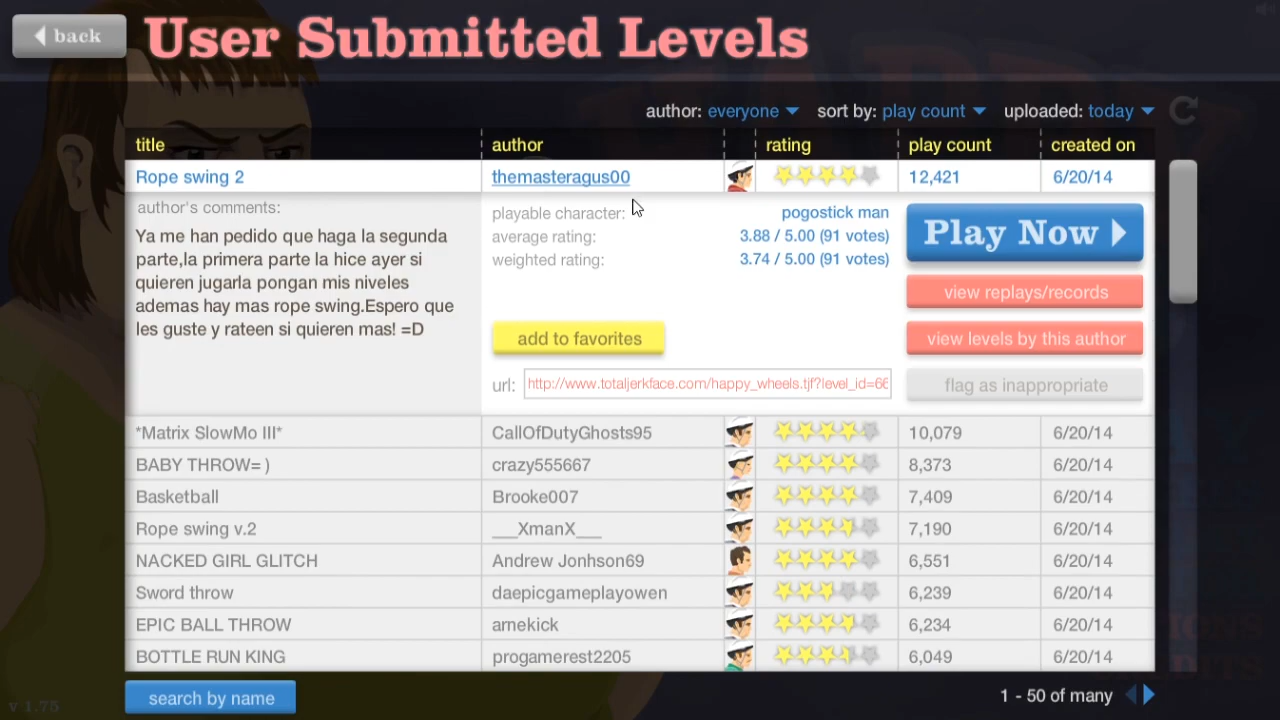 back
User Submitted Levels
author: everyone sort by: play count uploaded: today
title author rating play count created on
Rope swing 2 themasteragus00 12,421 6/20/14
author's comments:
Ya me han pedido que haga la segunda
parte,la primera parte la hice ayer si
quieren jugarla pongan mis niveles
ademas hay mas rope swing.Espero que
les guste y rateen si quieren mas! =D
playable character: pogostick man
average rating: 3.88 / 5.00 (91 votes)
weighted rating: 3.74 / 5.00 (91 votes)
add to favorites
url: http://www.totaljerkface.com/happy_wheels.tjf?level_id=66
Play Now
view replays/records
view levels by this author
flag as inappropriate
*Matrix SlowMo III* CallOfDutyGhosts95 10,079 6/20/14
BABY THROW= ) crazy555667 8,373 6/20/14
Basketball Brooke007 7,409 6/20/14
Rope swing v.2 ___XmanX___ 7,190 6/20/14
NACKED GIRL GLITCH Andrew Jonhson69 6,551 6/20/14
Sword throw daepicgameplayowen 6,239 6/20/14
EPIC BALL THROW arnekick 6,234 6/20/14
BOTTLE RUN KING progamerest2205 6,049 6/20/14
search by name
1 - 50 of many
v 1.75